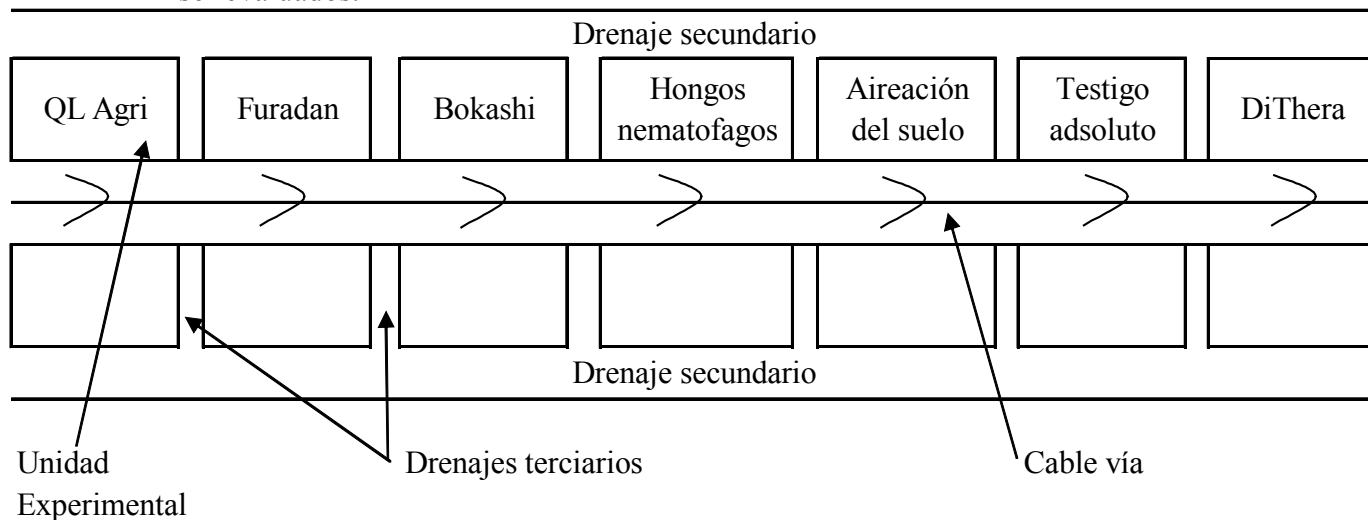 Drenaje secundario
QL Agri
Furadan
Bokashi
Hongos
nematofagos
Aireación
del suelo
Testigo
adsoluto
DiThera
Drenaje secundario
Unidad
Experimental
Drenajes terciarios
Cable vía